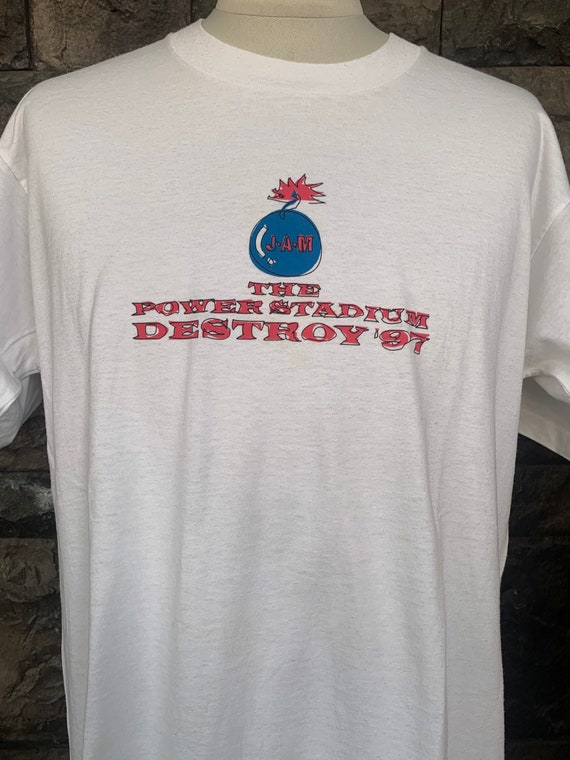 J·A·M
THE
POWER STADIUM
DESTROY '97